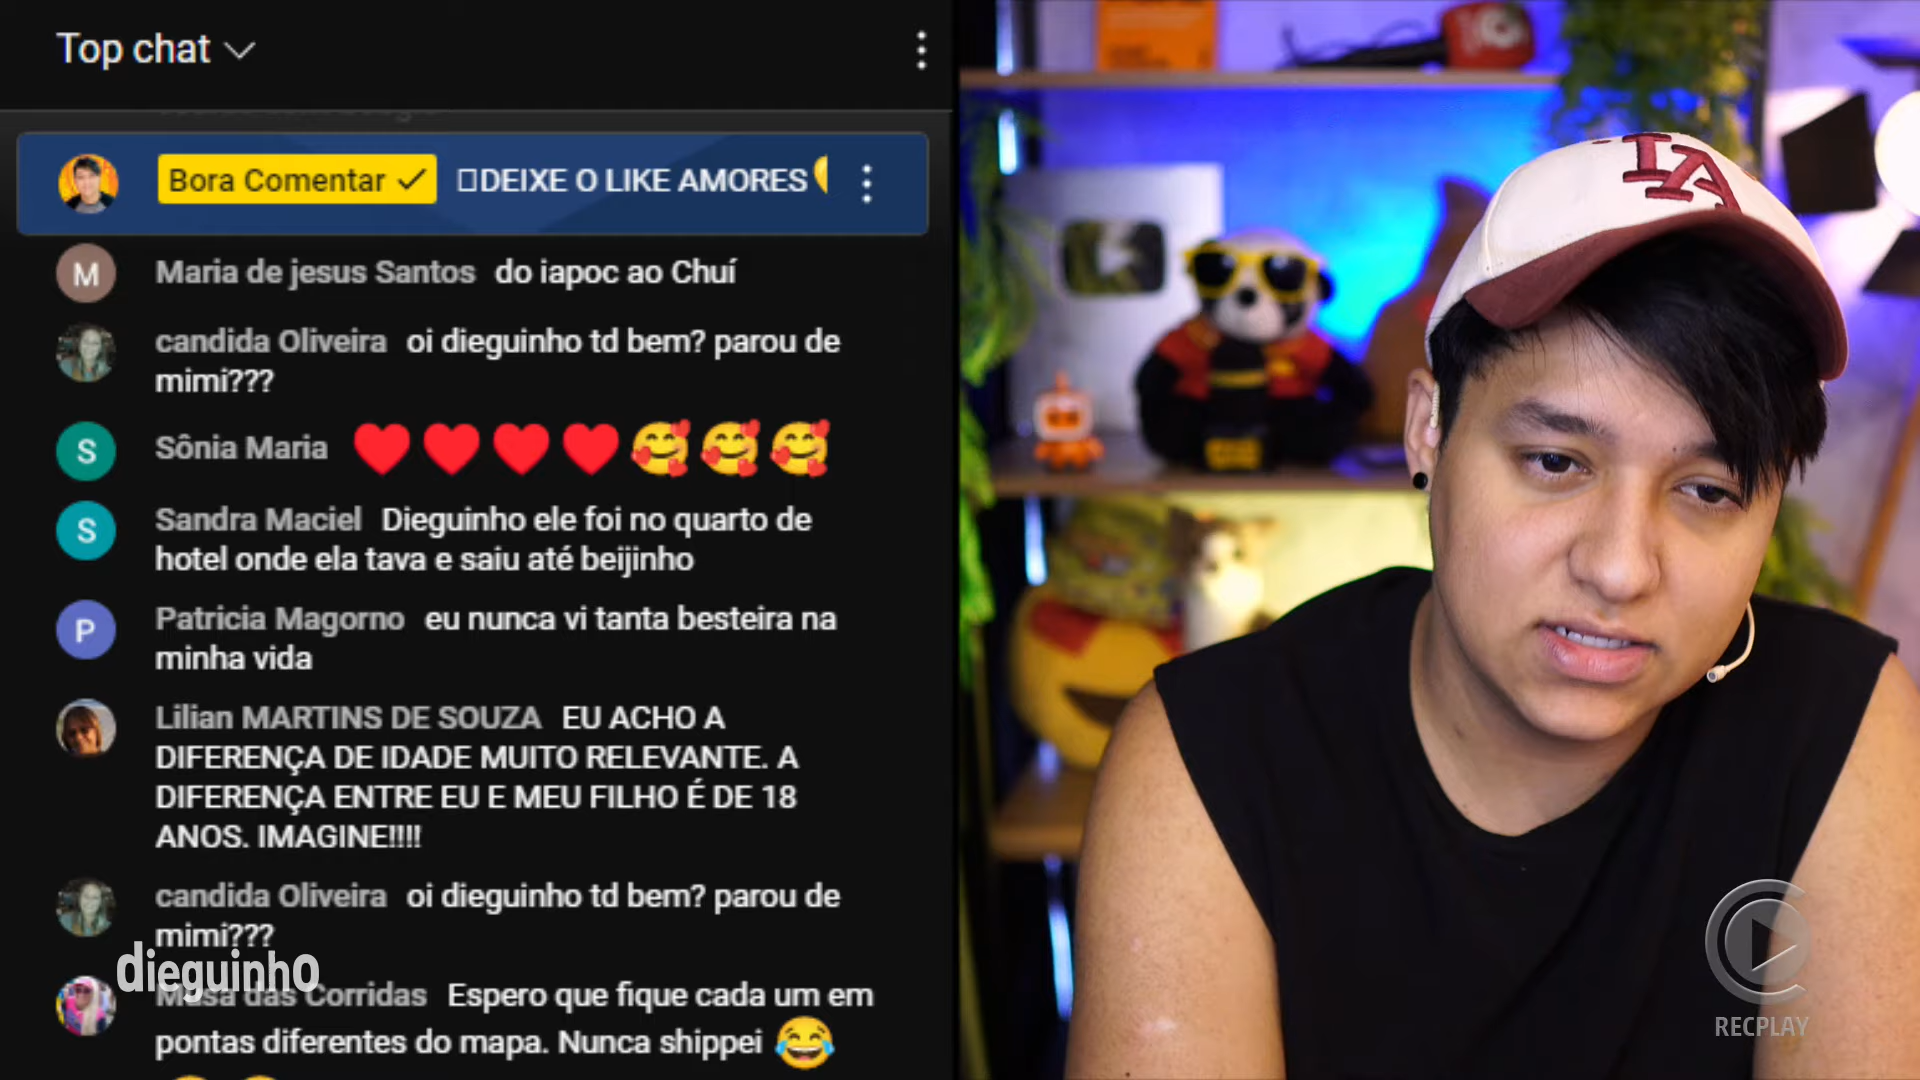 Top chat
Bora Comentar DEIXE O LIKE AMORES
Maria de jesus Santos do iapoc ao Chuí
candida Oliveira oi dieguinho td bem? parou de
mimi???
S Sônia Maria
Sandra Maciel Dieguinho ele foi no quarto de
S
hotel onde ela tava e saiu até beijinho
Patricia Magorno eu nunca vi tanta besteira na
P
minha vida
Lilian MARTINS DE SOUZA EU ACHO A
DIFERENÇA DE IDADE MUITO RELEVANTE. A
DIFERENÇA ENTRE EU E MEU FILHO É DE 18
ANOS. IMAGINE!!!!
candida Oliveira oi dieguinho td bem? parou de
mimi???
dieguinho
das Corridas Espero que fique cada um em
pontas diferentes do mapa. Nunca shippei
M
LA
RECPLAY